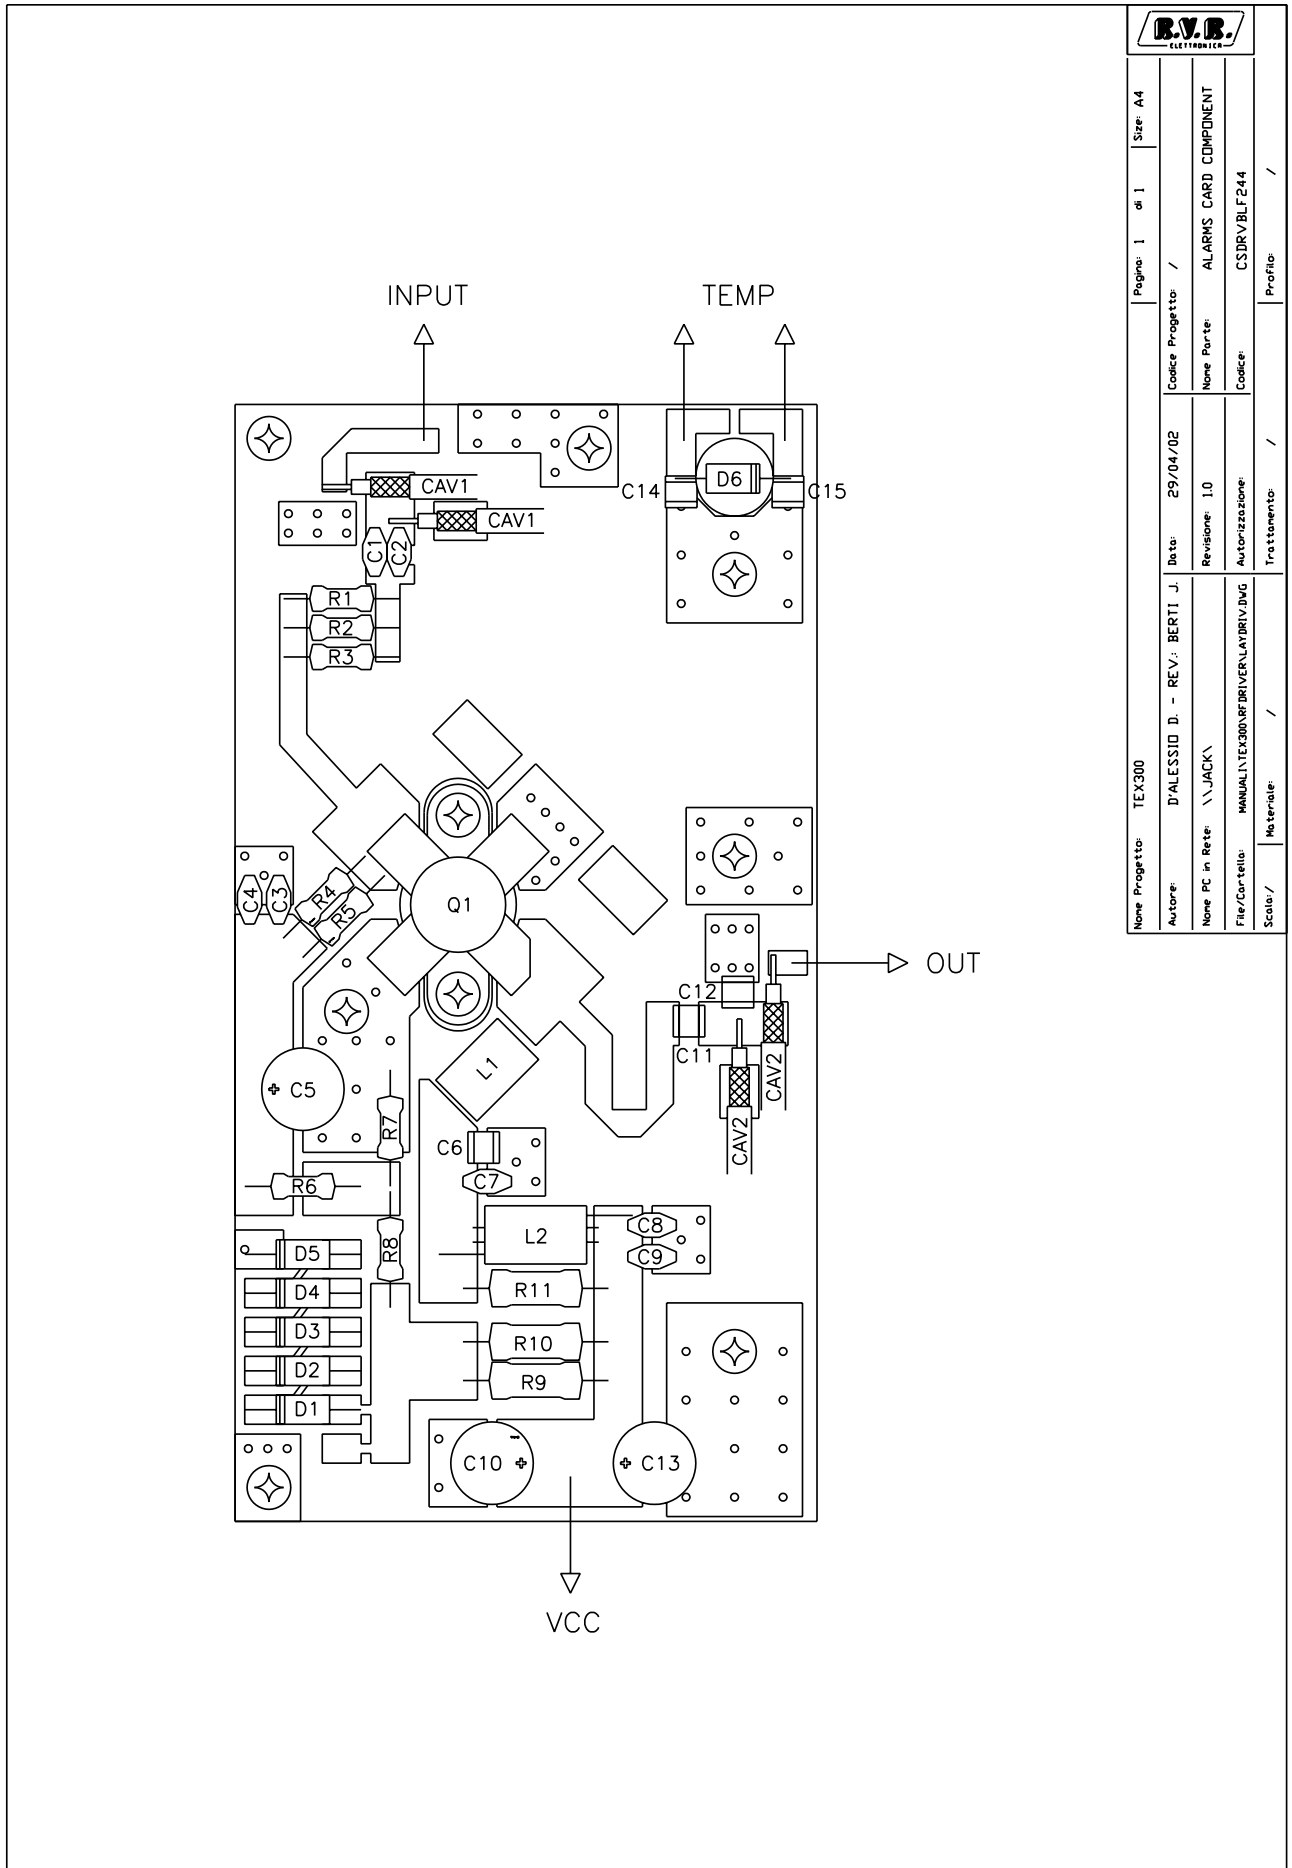 R.V.R.
ELETTRONICA
Nome Progetto: TEX300
Pagina: 1 di 1
Size: A4
Autore: D'ALESSIO D. - REV.: BERTI J.
Data: 29/04/02
Codice Progetto: /
Nome PC in Rete: \\JACK\
Revisione: 1.0
Nome Parte: ALARMS CARD COMPONENT
File/Cartella: MANUALI\TEX300\RFDRIVER\LAYDRIV.DWG
Autorizzazione:
Codice: CSDRVBLF244
Scala: /
Materiale: /
Trattamento: /
Profilo: /
INPUT
TEMP
D6
C14
C15
CAV1
CAV1
C1
C2
R1
R2
R3
C4
C3
R4
R5
Q1
OUT
C12
C11
CAV2
CAV2
L1
C5
R7
C6
C7
R6
R8
L2
C8
C9
D5
D4
D3
D2
D1
R11
R10
R9
C10
C13
VCC